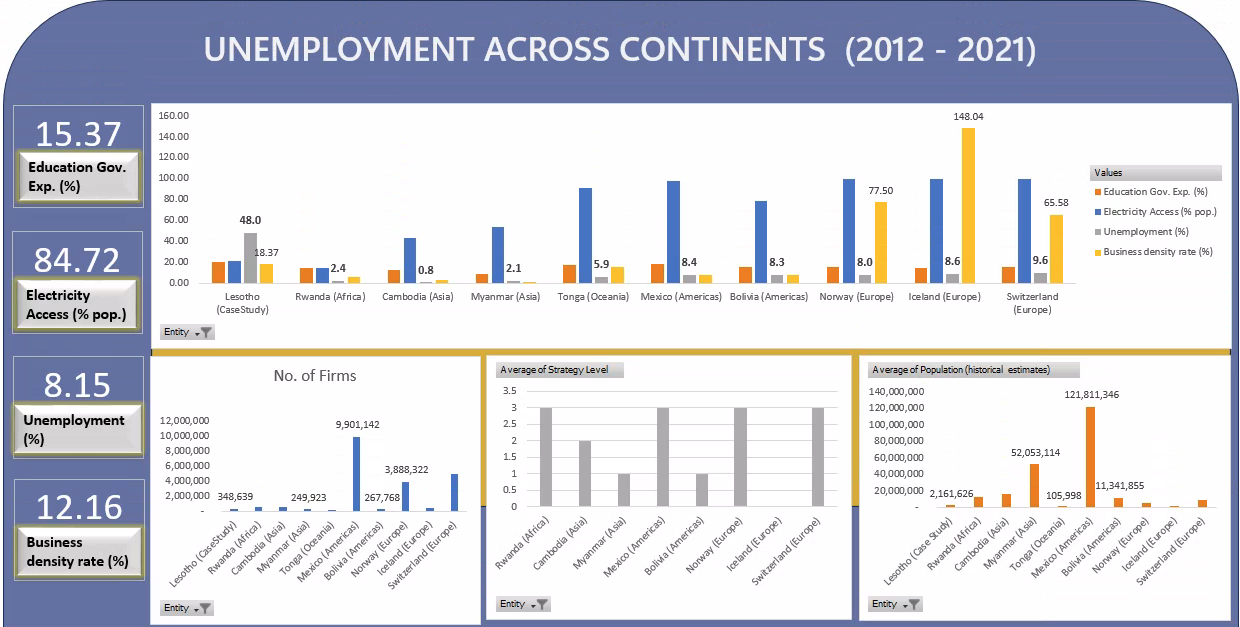 UNEMPLOYMENT ACROSS CONTINENTS (2012 - 2021)
15.37
Education Gov.
Exp. (%)
84.72
Electricity
Access (% pop.)
8.15
Unemployment
(%)
12.16
Business
density rate (%)
160.00
140.00
120.00
100.00
80.00
60.00
40.00
20.00
0.00
48.0
18.37
2.4
0.8
2.1
5.9
8.4
8.3
8.0
77.50
8.6
148.04
9.6
65.58
Lesotho
(CaseStudy)
Rwanda (Africa)
Cambodia (Asia)
Myanmar (Asia)
Tonga (Oceania)
Mexico (Americas)
Bolivia (Americas)
Norway (Europe)
Iceland (Europe)
Switzerland
(Europe)
Values
Education Gov. Exp. (%)
Electricity Access (% pop.)
Unemployment (%)
Business density rate (%)
Entity
No. of Firms
12,000,000
10,000,000
8,000,000
6,000,000
4,000,000
2,000,000
-
348,639
249,923
9,901,142
267,768
3,888,322
Lesotho (CaseStudy)
Rwanda (Africa)
Cambodia (Asia)
Myanmar (Asia)
Tonga (Oceania)
Mexico (Americas)
Bolivia (Americas)
Norway (Europe)
Iceland (Europe)
Switzerland (Europe)
Entity
Average of Strategy Level
3.5
3
2.5
2
1.5
1
0.5
0
Rwanda (Africa)
Cambodia (Asia)
Myanmar (Asia)
Mexico (Americas)
Bolivia (Americas)
Norway (Europe)
Iceland (Europe)
Switzerland (Europe)
Entity
Average of Population (historical estimates)
140,000,000
120,000,000
100,000,000
80,000,000
60,000,000
40,000,000
20,000,000
-
2,161,626
52,053,114
105,998
121,811,346
11,341,855
Lesotho (Case Study)
Rwanda (Africa)
Cambodia (Asia)
Myanmar (Asia)
Tonga (Oceania)
Mexico (Americas)
Bolivia (Americas)
Norway (Europe)
Iceland (Europe)
Switzerland (Europe)
Entity